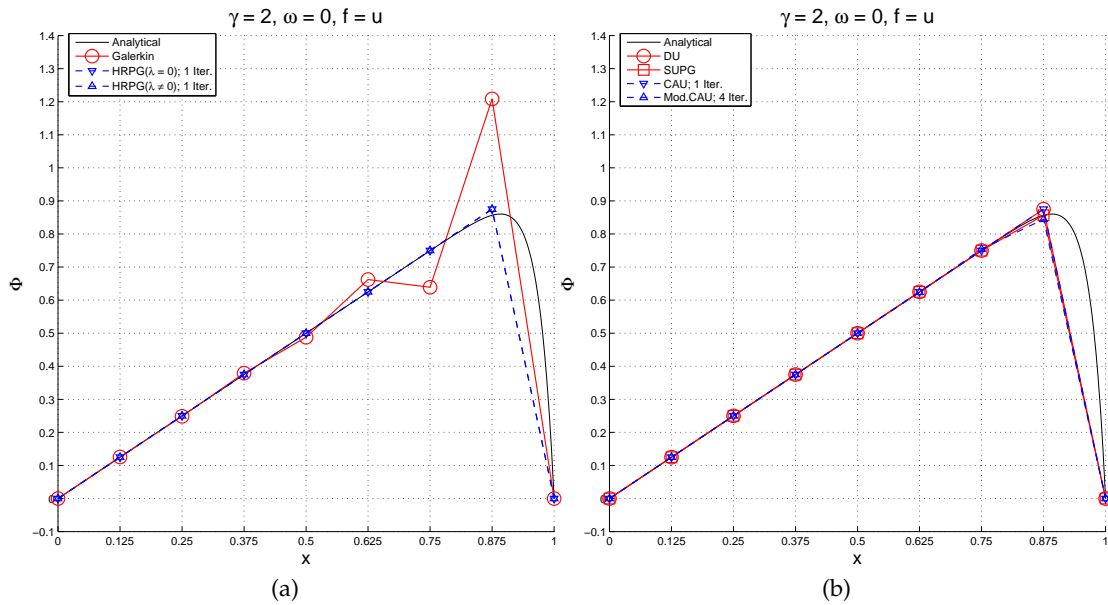 γ = 2, ω = 0, f = u
Analytical
Galerkin
HRPG(λ = 0); 1 Iter.
HRPG(λ ≠ 0); 1 Iter.
1.4
1.3
1.2
1.1
1
0.9
0.8
0.7
0.6
0.5
0.4
0.3
0.2
0.1
0
−0.1
Φ
0
0.125
0.25
0.375
0.5
0.625
0.75
0.875
1
x
(a)
γ = 2, ω = 0, f = u
Analytical
DU
SUPG
CAU; 1 Iter.
Mod.CAU; 4 Iter.
1.4
1.3
1.2
1.1
1
0.9
0.8
0.7
0.6
0.5
0.4
0.3
0.2
0.1
0
−0.1
Φ
0
0.125
0.25
0.375
0.5
0.625
0.75
0.875
1
x
(b)